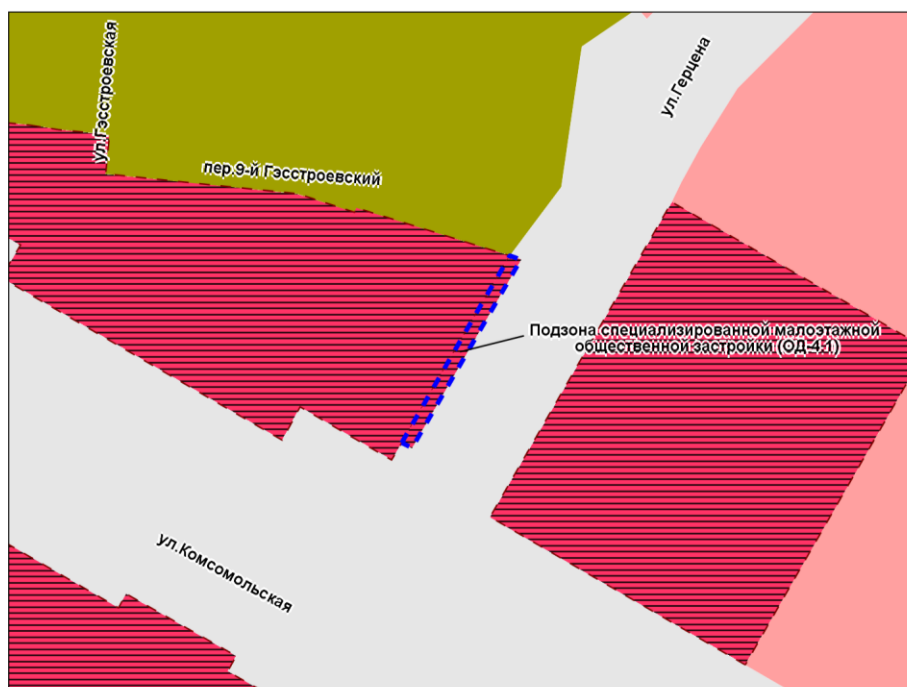 ул.Гэсстроевская
ул.Герцена
пер.9-й Гэсстроевский
Подзона специализированной малоэтажной
общественной застройки (ОД-4.1)
ул.Комсомольская